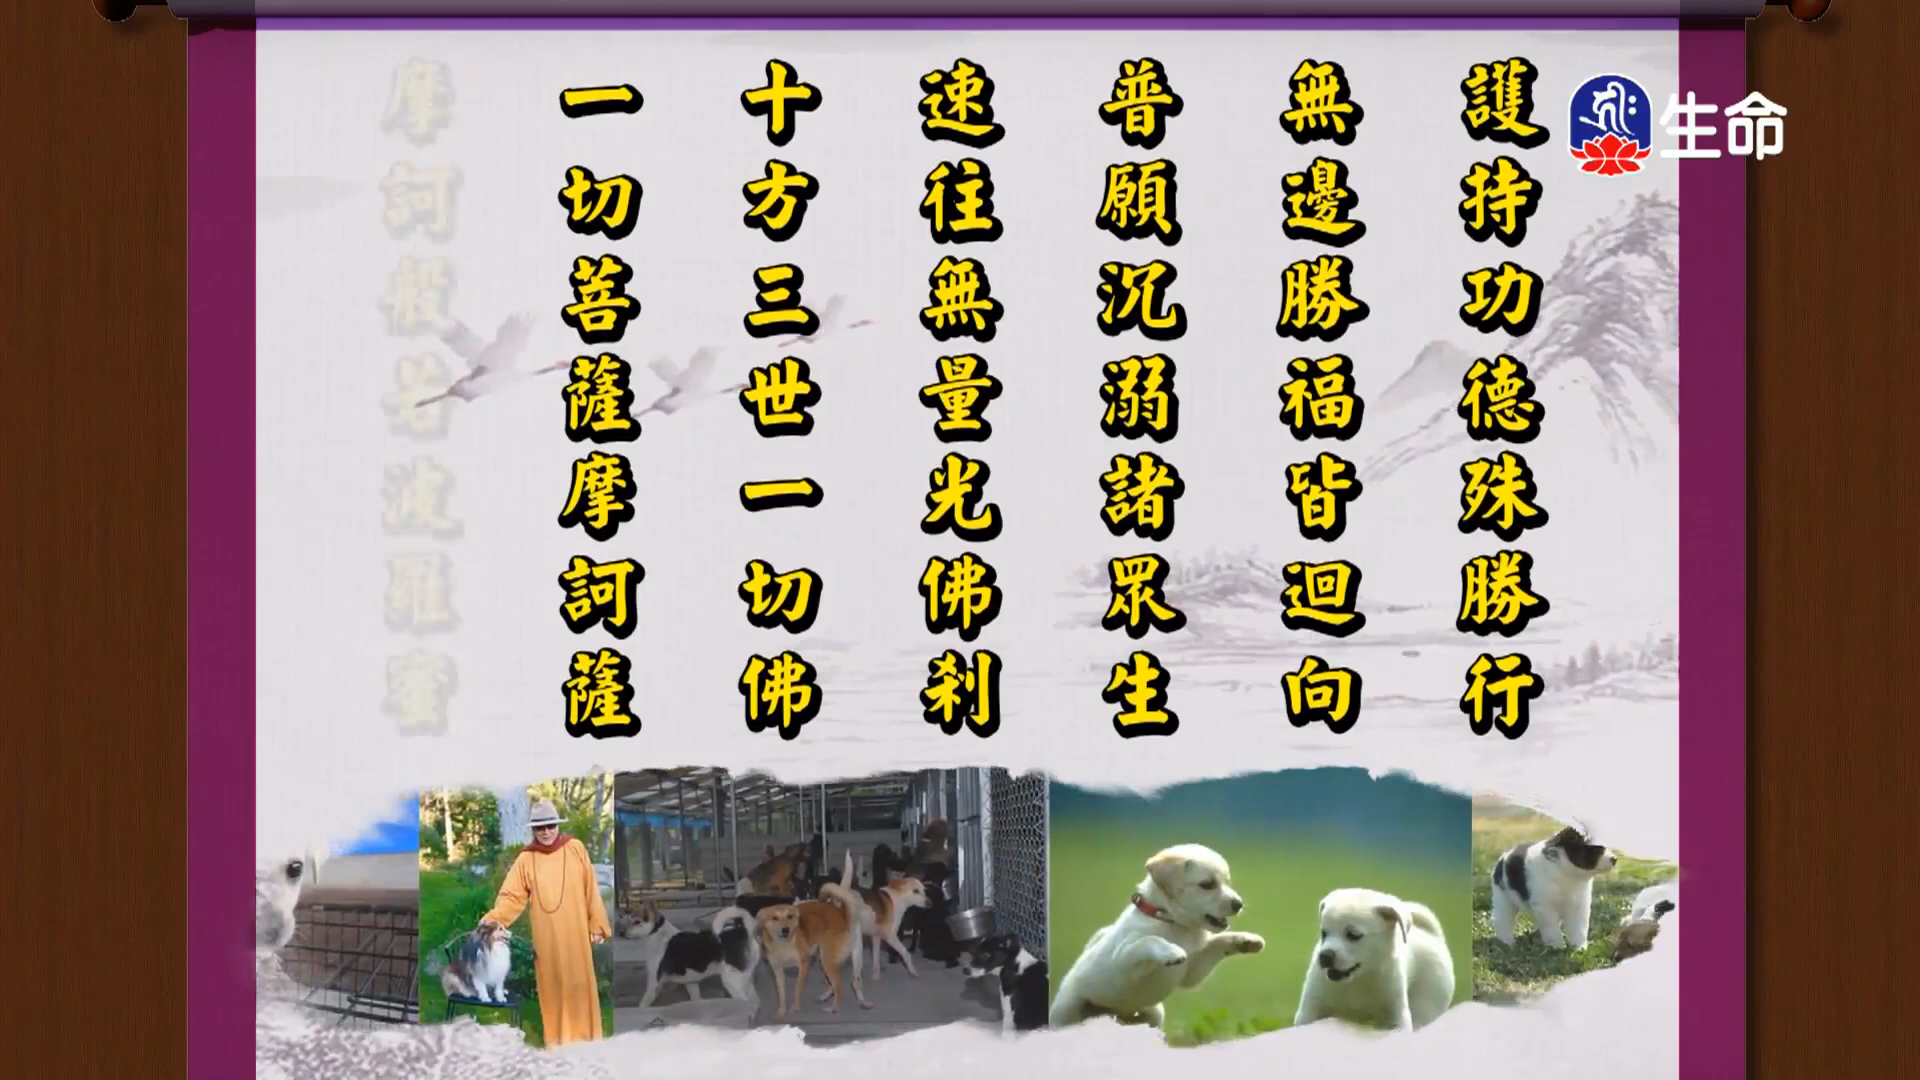 護持功德殊勝行
無邊勝福皆迴向
普願沉溺諸眾生
速往無量光佛剎
十方三世一切佛
一切菩薩摩訶薩
摩訶般若波羅蜜
生命